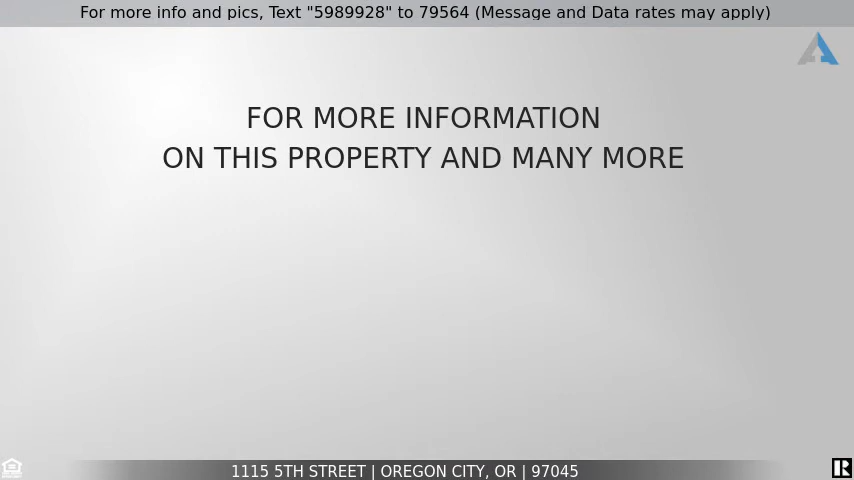 For more info and pics, Text "5989928" to 79564 (Message and Data rates may apply)
FOR MORE INFORMATION
ON THIS PROPERTY AND MANY MORE
1115 5TH STREET | OREGON CITY, OR | 97045